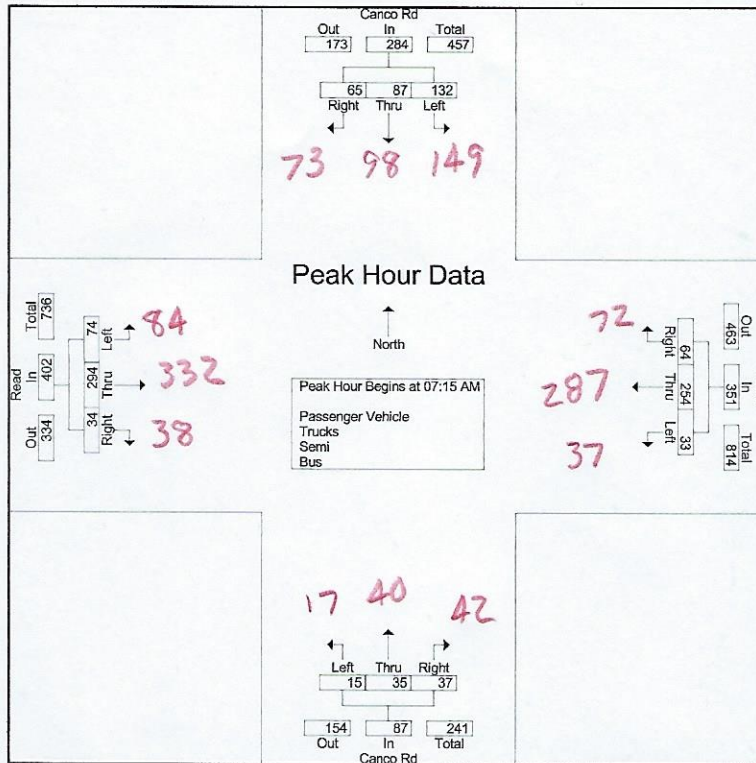 Canco Rd
Out In Total
173 284 457
65 87 132
Right Thru Left
73 98 149
Peak Hour Data
North
Peak Hour Begins at 07:15 AM
Passenger Vehicle
Trucks
Semi
Bus
Read
Total In Out
736 402 334
74 294 34
Left Thru Right
84
332
38
72
287
37
Right Thru Left
64 254 33
Out In Total
463 351 814
17 40 42
Left Thru Right
15 35 37
154 87 241
Out In Total
Canco Rd